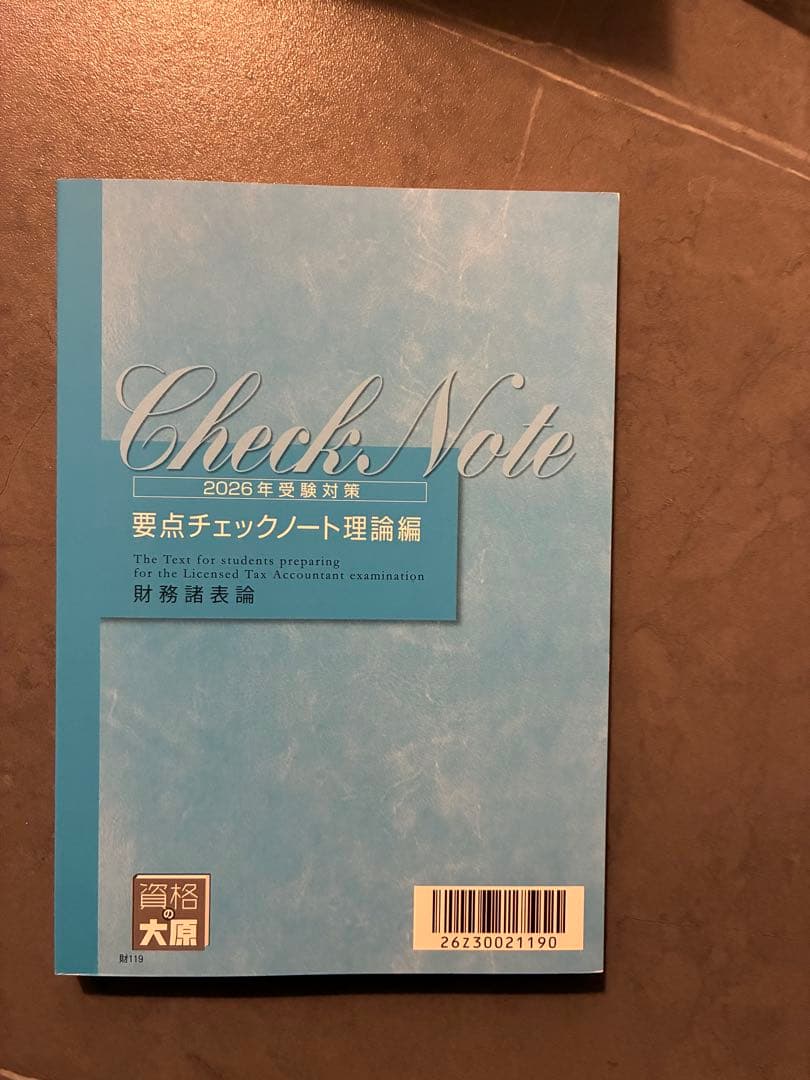 Check Note
2026年受験対策
要点チェックノート理論編
The Text for students preparing
for the Licensed Tax Accountant examination
財務諸表論
資格
の
大原
財119
26Z30021190